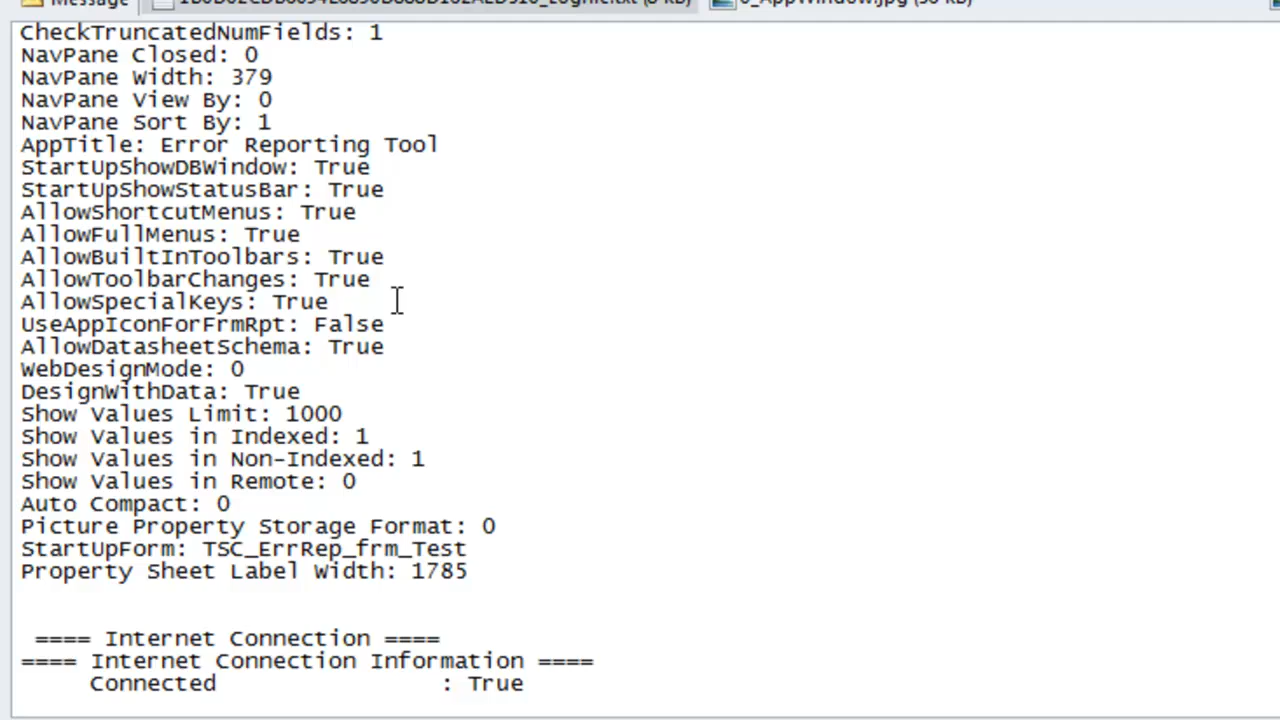 Message
CheckTruncatedNumFields: 1
NavPane Closed: 0
NavPane Width: 379
NavPane View By: 0
NavPane Sort By: 1
AppTitle: Error Reporting Tool
StartUpShowDBWindow: True
StartUpShowStatusBar: True
AllowShortcutMenus: True
AllowFullMenus: True
AllowBuiltInToolbars: True
AllowToolbarChanges: True
AllowSpecialKeys: True
UseAppIconForFrmRpt: False
AllowDatasheetSchema: True
WebDesignMode: 0
DesignWithData: True
Show Values Limit: 1000
Show Values in Indexed: 1
Show Values in Non-Indexed: 1
Show Values in Remote: 0
Auto Compact: 0
Picture Property Storage Format: 0
StartUpForm: TSC_ErrRep_frm_Test
Property Sheet Label Width: 1785
==== Internet Connection ====
==== Internet Connection Information ====
Connected : True